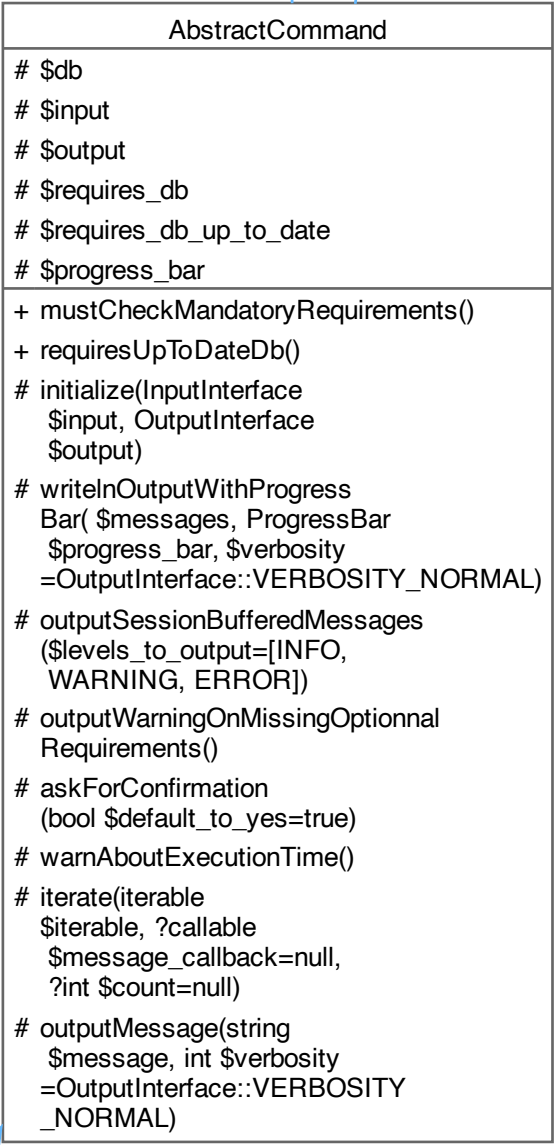 AbstractCommand
# $db
# $input
# $output
# $requires_db
# $requires_db_up_to_date
# $progress_bar
+ mustCheckMandatoryRequirements()
+ requiresUpToDateDb()
# initialize(InputInterface
$input, OutputInterface
$output)
# writelnOutputWithProgress
Bar( $messages, ProgressBar
$progress_bar, $verbosity
=OutputInterface::VERBOSITY_NORMAL)
# outputSessionBufferedMessages
($levels_to_output=[INFO,
WARNING, ERROR])
# outputWarningOnMissingOptionnal
Requirements()
# askForConfirmation
(bool $default_to_yes=true)
# warnAboutExecutionTime()
# iterate(iterable
$iterable, ?callable
$message_callback=null,
?int $count=null)
# outputMessage(string
$message, int $verbosity
=OutputInterface::VERBOSITY
_NORMAL)